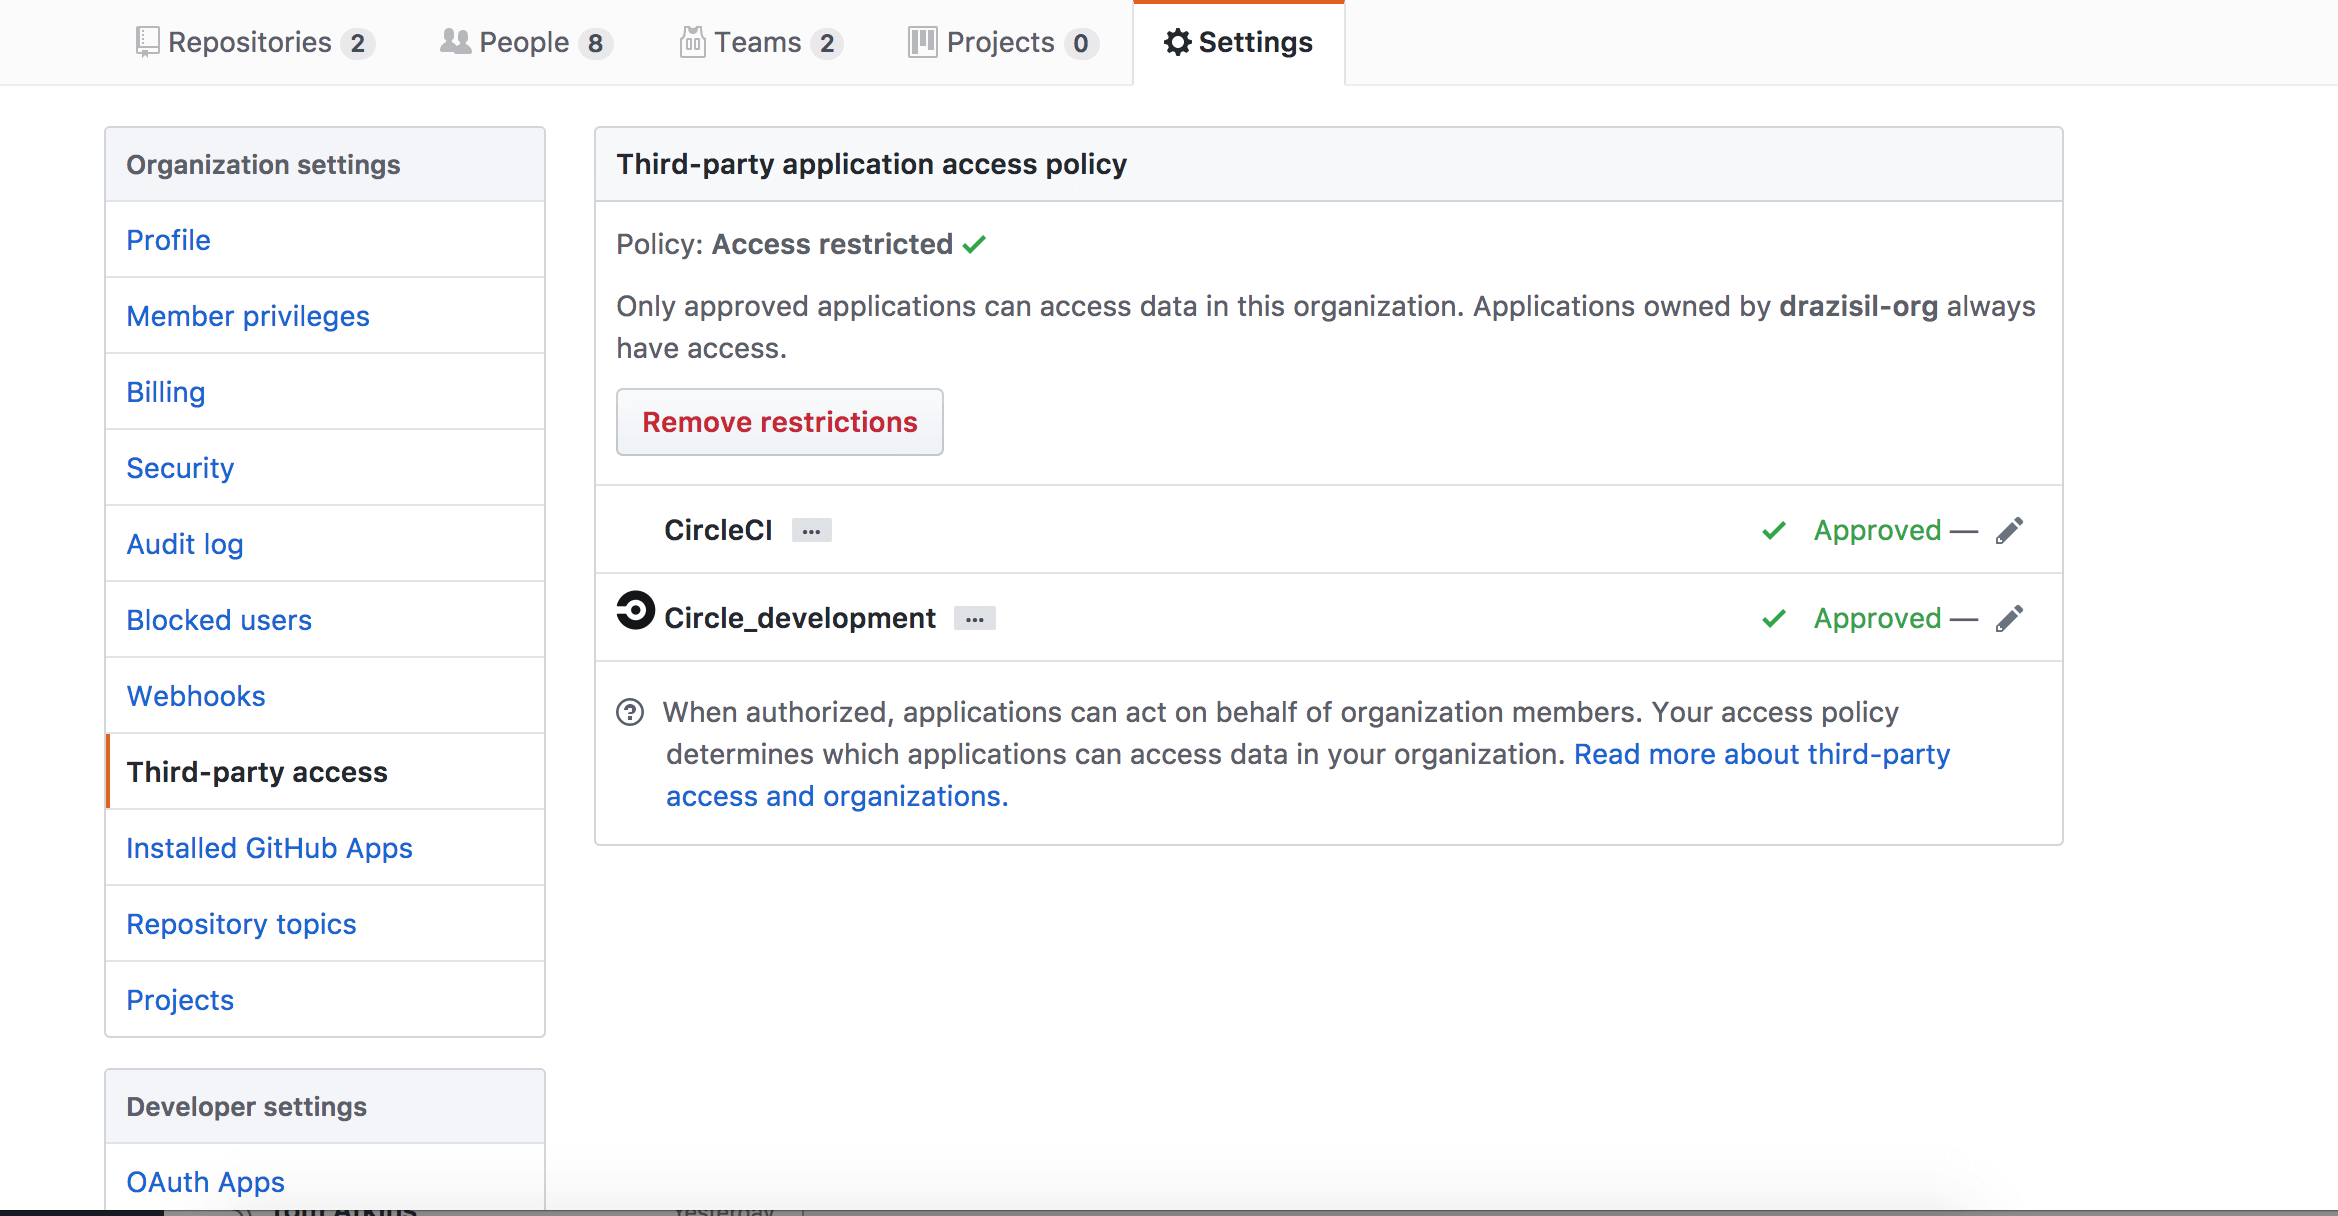 Repositories 2 People 8 Teams 2 Projects 0 Settings
Organization settings
Profile
Member privileges
Billing
Security
Audit log
Blocked users
Webhooks
Third-party access
Installed GitHub Apps
Repository topics
Projects
Developer settings
OAuth Apps
Third-party application access policy
Policy: Access restricted
Only approved applications can access data in this organization. Applications owned by drazisil-org always
have access.
Remove restrictions
CircleCI ... Approved —
Circle_development ... Approved —
When authorized, applications can act on behalf of organization members. Your access policy
determines which applications can access data in your organization. Read more about third-party
access and organizations.
Yesterday